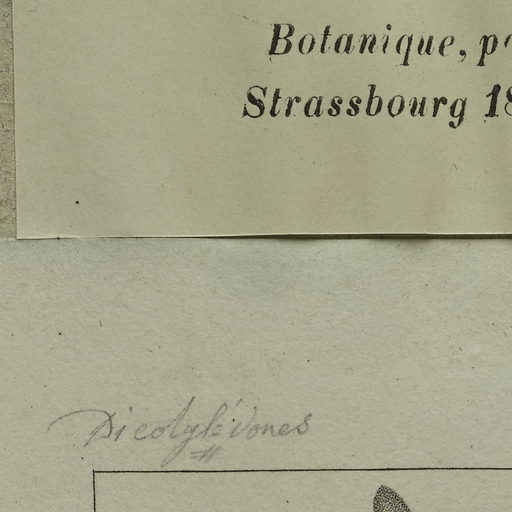 Botanique, p
Strassbourg 18
Dicotylédones